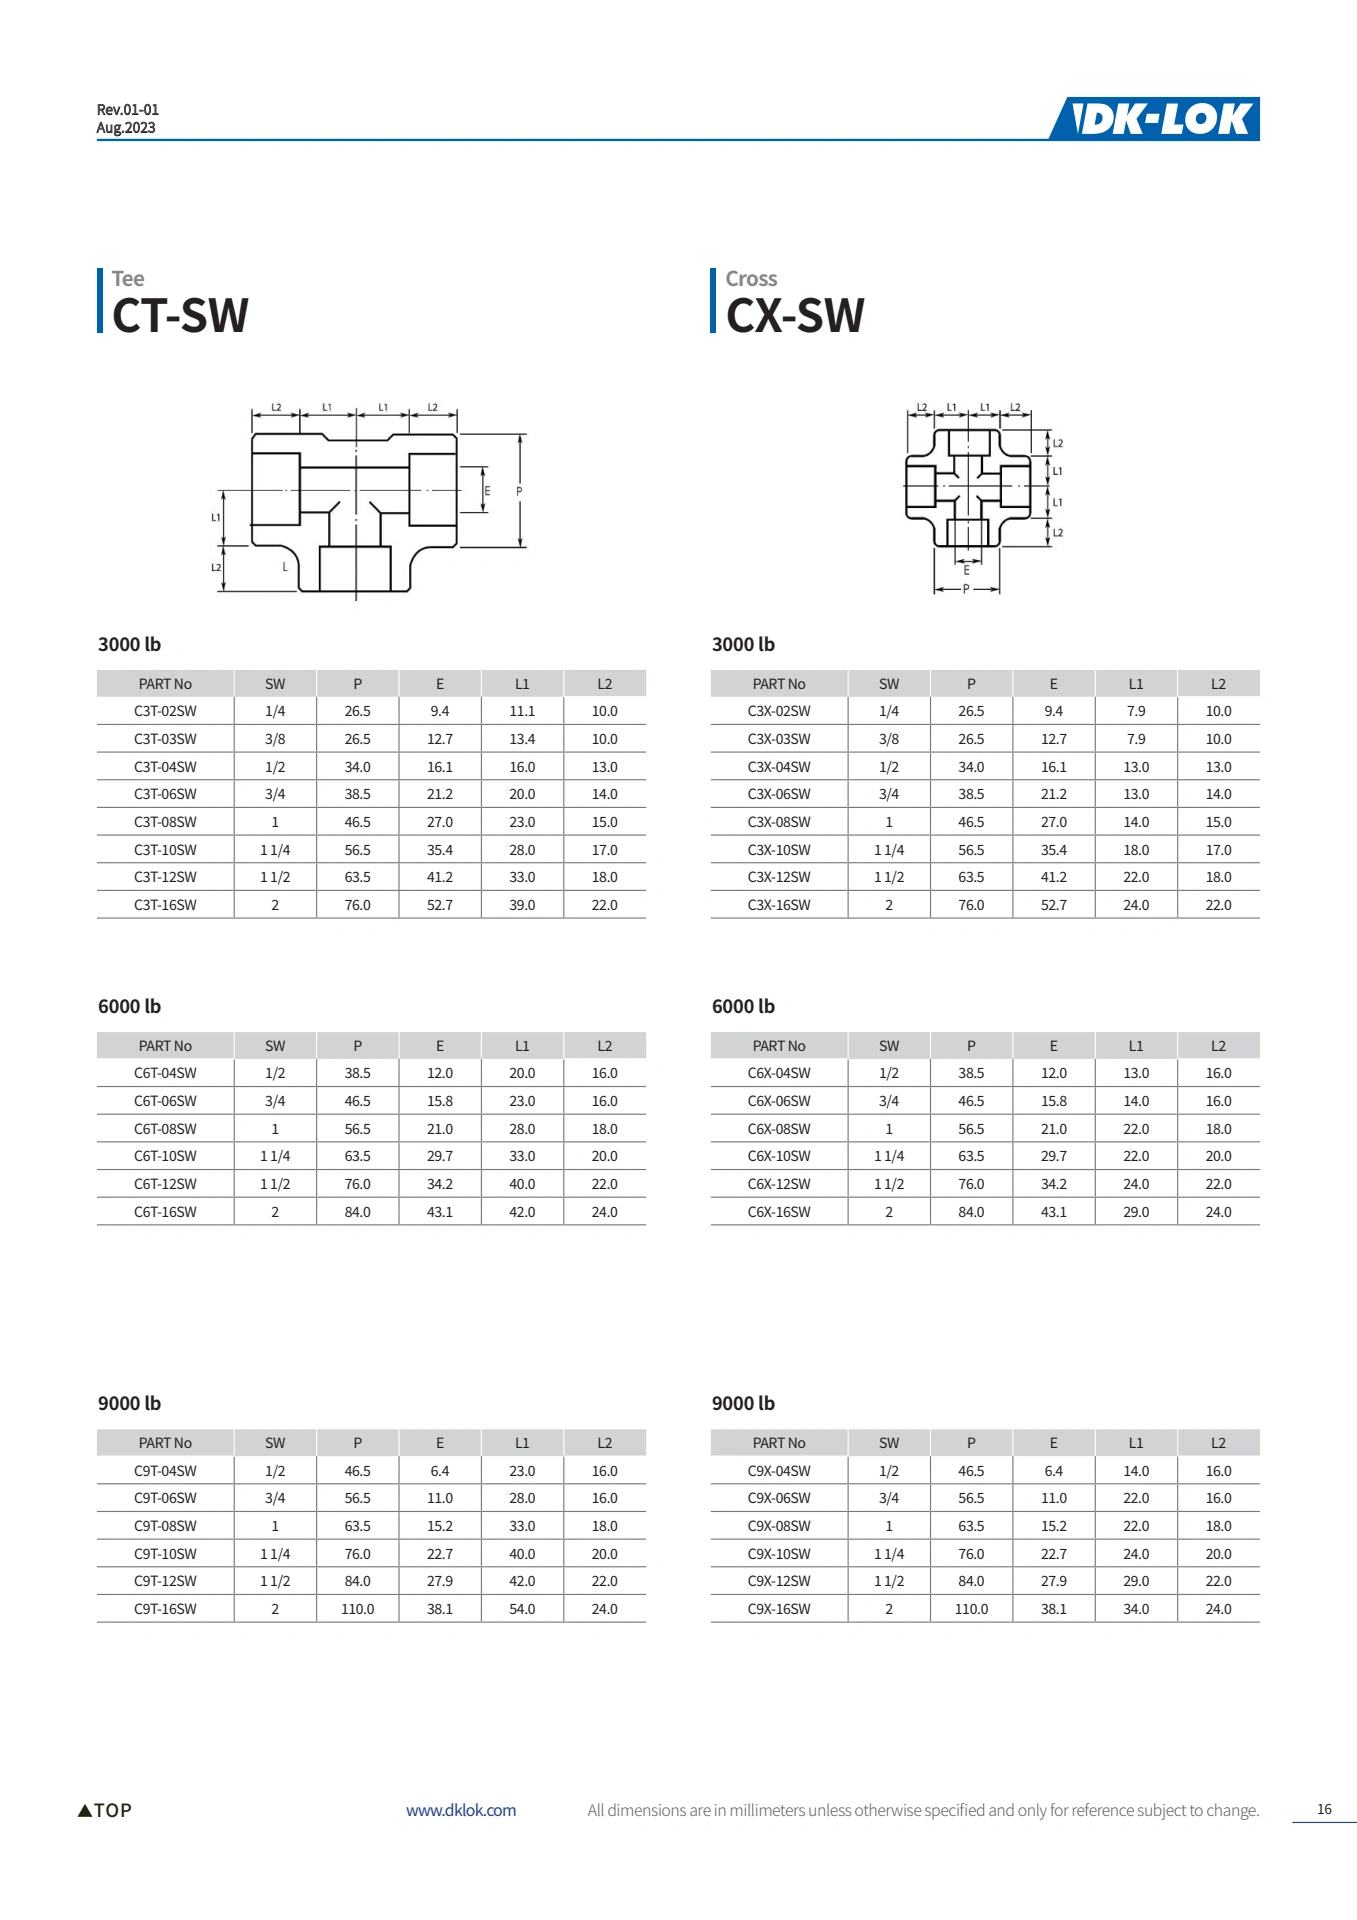 Rev.01-01
Aug.2023
DK-LOK
Tee
CT-SW
L2 L1 L1 L2
E P
L1
L2 L
3000 lb
PART No SW P E L1 L2
C3T-02SW 1/4 26.5 9.4 11.1 10.0
C3T-03SW 3/8 26.5 12.7 13.4 10.0
C3T-04SW 1/2 34.0 16.1 16.0 13.0
C3T-06SW 3/4 38.5 21.2 20.0 14.0
C3T-08SW 1 46.5 27.0 23.0 15.0
C3T-10SW 1 1/4 56.5 35.4 28.0 17.0
C3T-12SW 1 1/2 63.5 41.2 33.0 18.0
C3T-16SW 2 76.0 52.7 39.0 22.0
6000 lb
PART No SW P E L1 L2
C6T-04SW 1/2 38.5 12.0 20.0 16.0
C6T-06SW 3/4 46.5 15.8 23.0 16.0
C6T-08SW 1 56.5 21.0 28.0 18.0
C6T-10SW 1 1/4 63.5 29.7 33.0 20.0
C6T-12SW 1 1/2 76.0 34.2 40.0 22.0
C6T-16SW 2 84.0 43.1 42.0 24.0
9000 lb
PART No SW P E L1 L2
C9T-04SW 1/2 46.5 6.4 23.0 16.0
C9T-06SW 3/4 56.5 11.0 28.0 16.0
C9T-08SW 1 63.5 15.2 33.0 18.0
C9T-10SW 1 1/4 76.0 22.7 40.0 20.0
C9T-12SW 1 1/2 84.0 27.9 42.0 22.0
C9T-16SW 2 110.0 38.1 54.0 24.0
Cross
CX-SW
L2 L1 L1 L2
L2
L1
L1
L2
E
P
3000 lb
PART No SW P E L1 L2
C3X-02SW 1/4 26.5 9.4 7.9 10.0
C3X-03SW 3/8 26.5 12.7 7.9 10.0
C3X-04SW 1/2 34.0 16.1 13.0 13.0
C3X-06SW 3/4 38.5 21.2 13.0 14.0
C3X-08SW 1 46.5 27.0 14.0 15.0
C3X-10SW 1 1/4 56.5 35.4 18.0 17.0
C3X-12SW 1 1/2 63.5 41.2 22.0 18.0
C3X-16SW 2 76.0 52.7 24.0 22.0
6000 lb
PART No SW P E L1 L2
C6X-04SW 1/2 38.5 12.0 13.0 16.0
C6X-06SW 3/4 46.5 15.8 14.0 16.0
C6X-08SW 1 56.5 21.0 22.0 18.0
C6X-10SW 1 1/4 63.5 29.7 22.0 20.0
C6X-12SW 1 1/2 76.0 34.2 24.0 22.0
C6X-16SW 2 84.0 43.1 29.0 24.0
9000 lb
PART No SW P E L1 L2
C9X-04SW 1/2 46.5 6.4 14.0 16.0
C9X-06SW 3/4 56.5 11.0 22.0 16.0
C9X-08SW 1 63.5 15.2 22.0 18.0
C9X-10SW 1 1/4 76.0 22.7 24.0 20.0
C9X-12SW 1 1/2 84.0 27.9 29.0 22.0
C9X-16SW 2 110.0 38.1 34.0 24.0
▲TOP www.dklok.com All dimensions are in millimeters unless otherwise specified and only for reference subject to change. 16